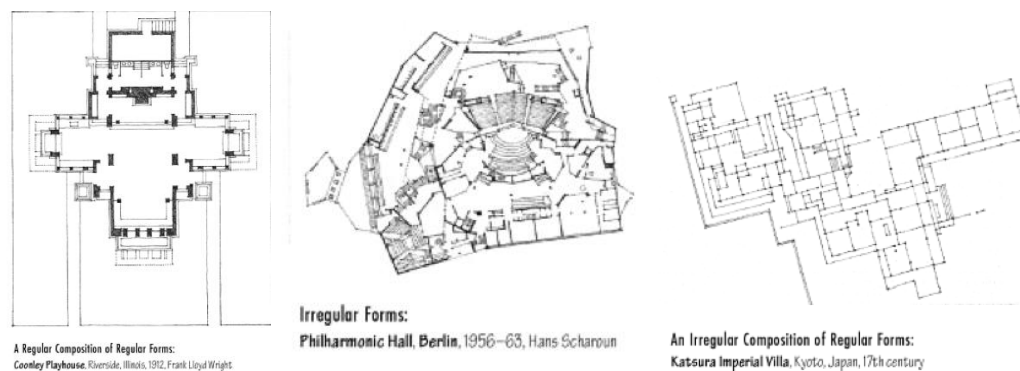 A Regular Composition of Regular Forms:
Coonley Playhouse, Riverside, Illinois, 1912, Frank Lloyd Wright
Irregular Forms:
Philharmonic Hall, Berlin, 1956–63, Hans Scharoun
An Irregular Composition of Regular Forms:
Katsura Imperial Villa, Kyoto, Japan, 17th century